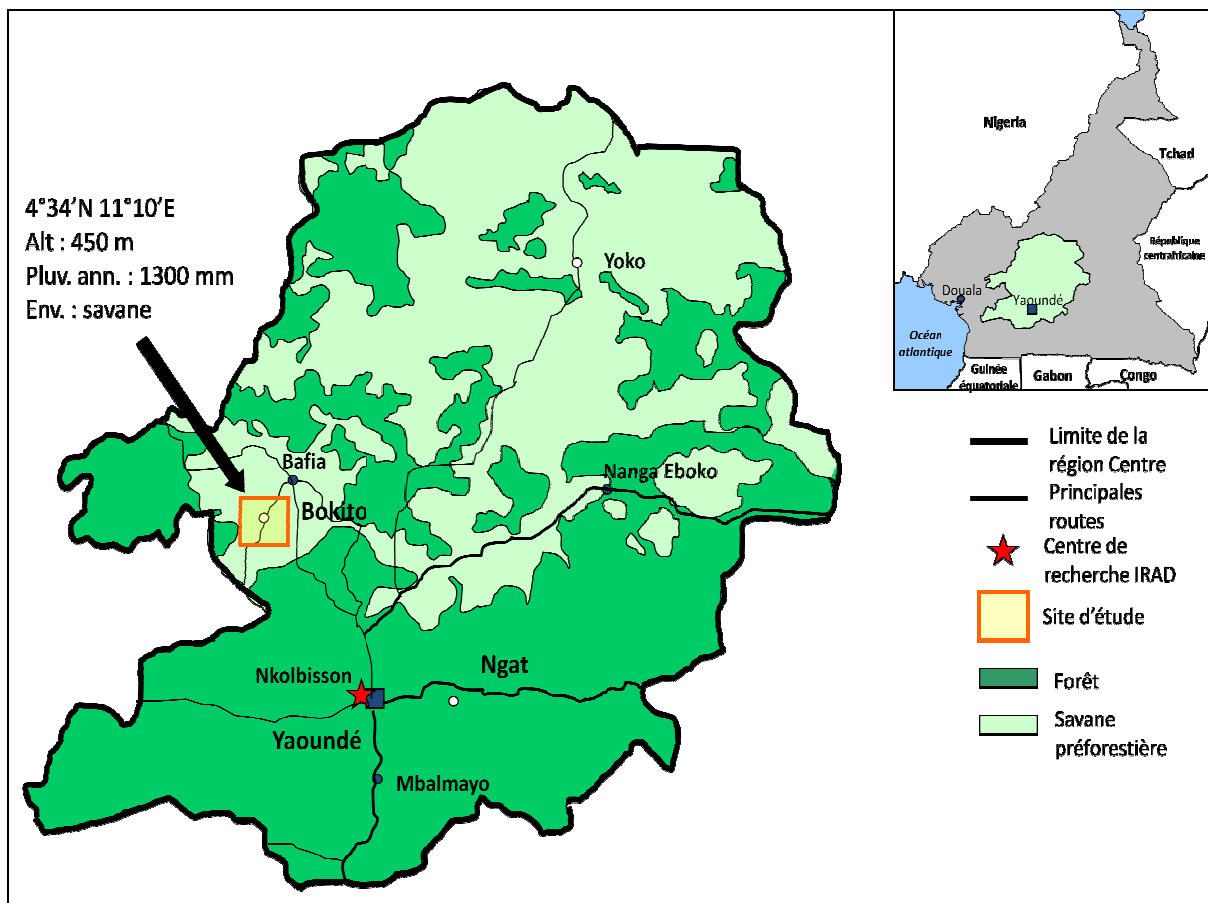 4°34’N 11°10’E
Alt : 450 m
Pluv. ann. : 1300 mm
Env. : savane
Yoko
Bafia
Nanga Eboko
Bokito
Nkolbisson
Ngat
Yaoundé
Mbalmayo
Nigeria
Tchad
République
centrafricaine
Douala
Yaoundé
Océan
atlantique
Guinée
équatoriale
Gabon
Congo
Limite de la
région Centre
Principales
routes
Centre de
recherche IRAD
Site d’étude
Forêt
Savane
préforestière